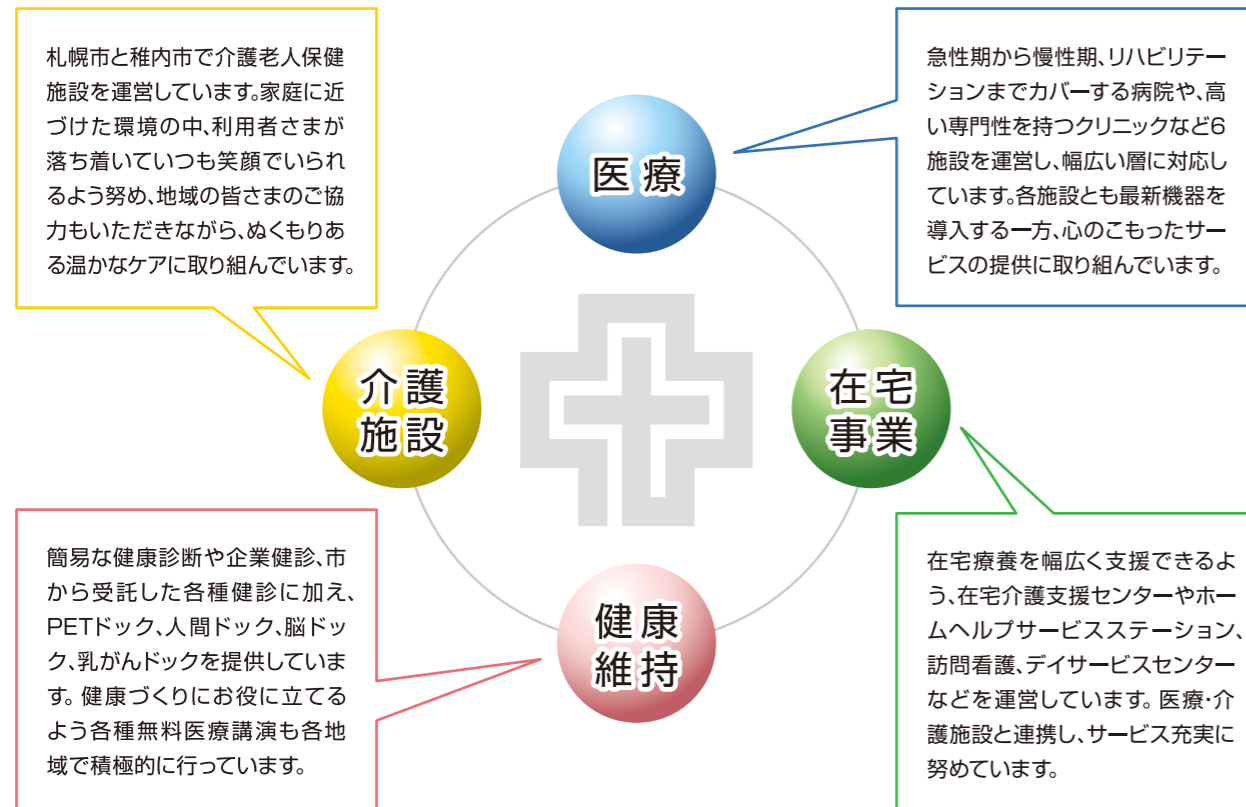 札幌市と稚内市で介護老人保健
施設を運営しています。家庭に近
づけた環境の中、利用者さまが
落ち着いていつも笑顔でいられ
るよう努め、地域の皆さまのご協
力もいただきながら、ぬくもりあ
る温かなケアに取り組んでいます。
医療
急性期から慢性期、リハビリテー
ションまでカバーする病院や、高
い専門性を持つクリニックなど6
施設を運営し、幅広い層に対応し
ています。各施設とも最新機器を
導入する一方、心のこもったサー
ビスの提供に取り組んでいます。
介護
施設
在宅
事業
簡易な健康診断や企業健診、市
から受託した各種健診に加え、
PETドック、人間ドック、脳ドッ
ク、乳がんドックを提供していま
す。健康づくりにお役に立てる
よう各種無料医療講演も各地
域で積極的に行っています。
健康
維持
在宅療養を幅広く支援できるよ
う、在宅介護支援センターやホー
ムヘルプサービスステーション、
訪問看護、デイサービスセンター
などを運営しています。医療・介
護施設と連携し、サービス充実に
努めています。